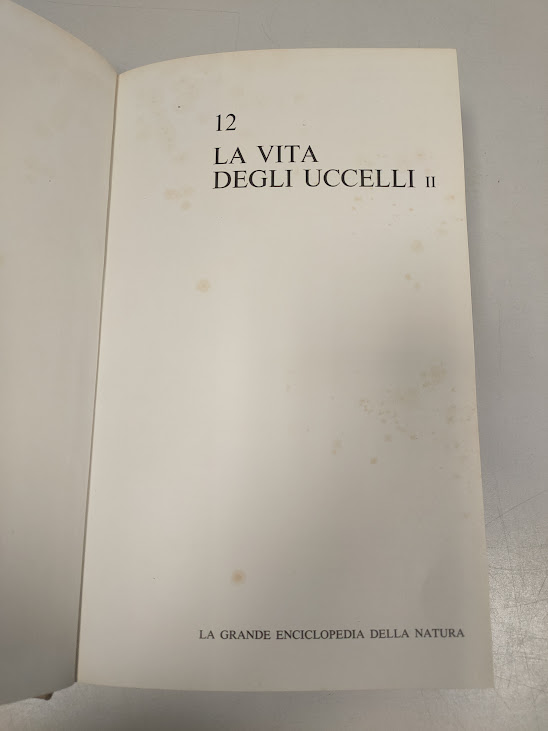 12
LA VITA
DEGLI UCCELLI II
LA GRANDE ENCICLOPEDIA DELLA NATURA